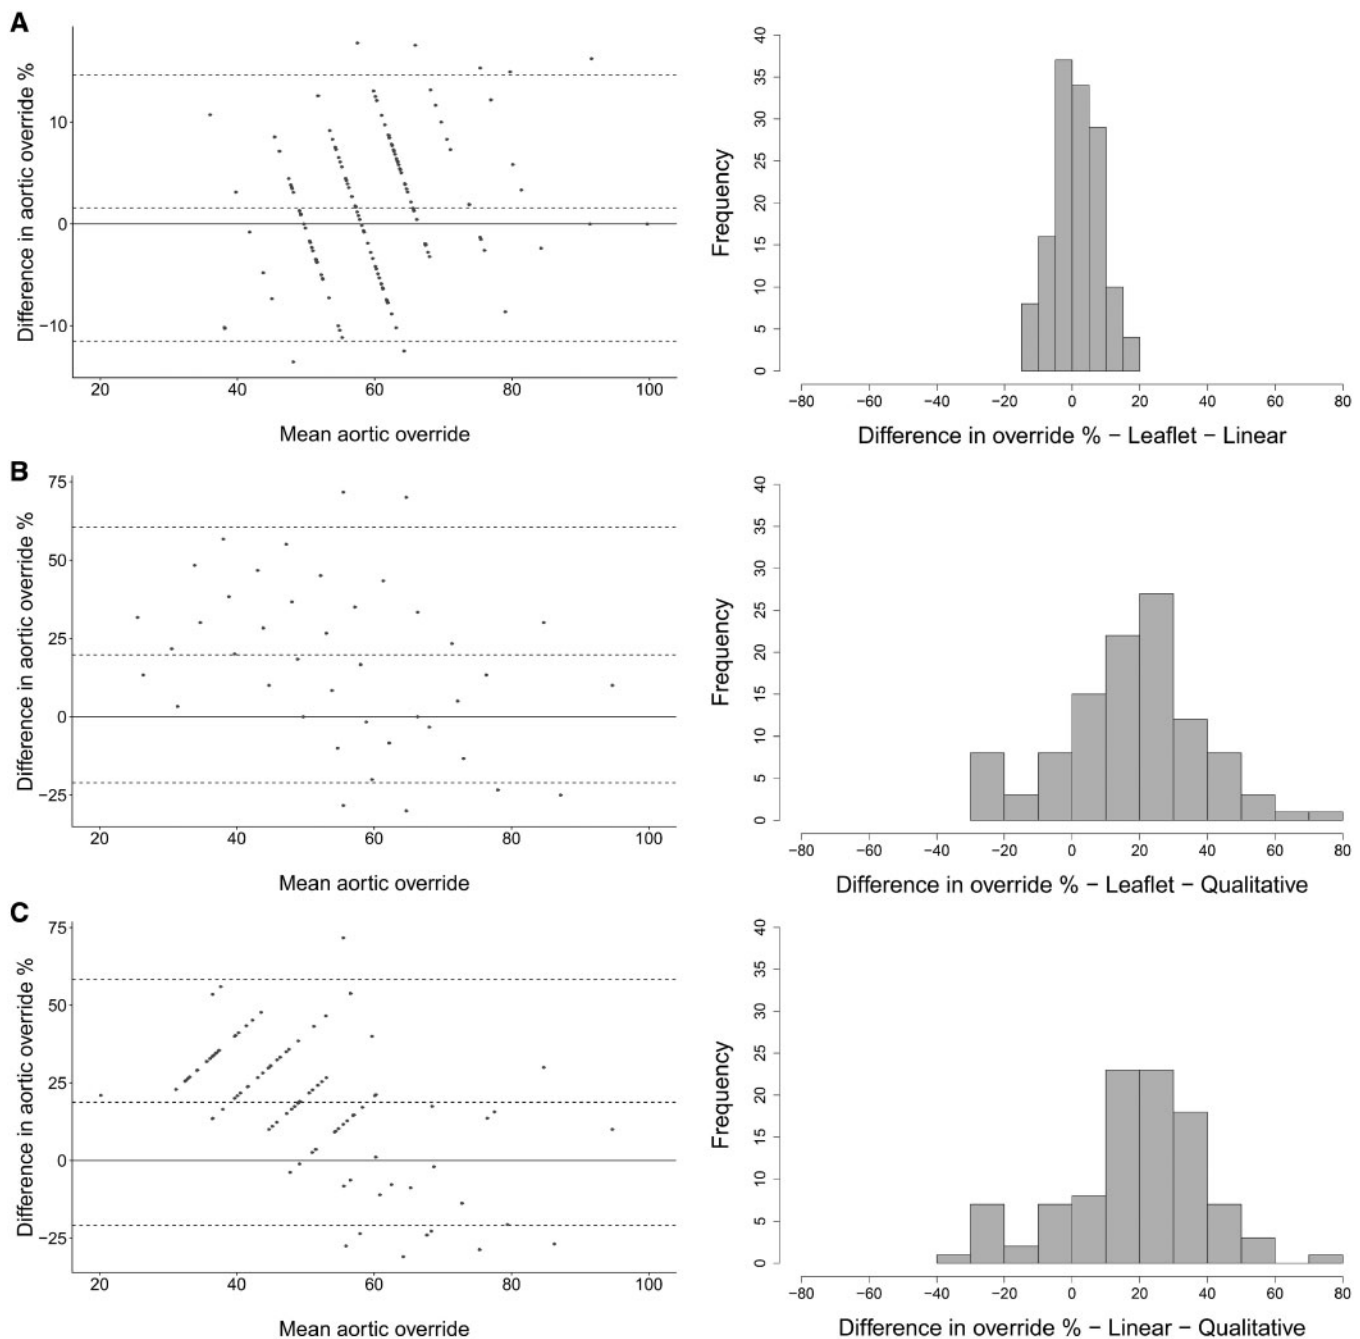 A
Difference in aortic override %
10
0
−10
20 40 60 80 100
Mean aortic override
Frequency
40
35
30
25
20
15
10
5
0
−80 −60 −40 −20 0 20 40 60 80
Difference in override % − Leaflet − Linear
B
Difference in aortic override %
75
50
25
0
−25
20 40 60 80 100
Mean aortic override
Frequency
40
35
30
25
20
15
10
5
0
−80 −60 −40 −20 0 20 40 60 80
Difference in override % − Leaflet − Qualitative
C
Difference in aortic override %
75
50
25
0
−25
20 40 60 80 100
Mean aortic override
Frequency
40
35
30
25
20
15
10
5
0
−80 −60 −40 −20 0 20 40 60 80
Difference in override % − Linear − Qualitative